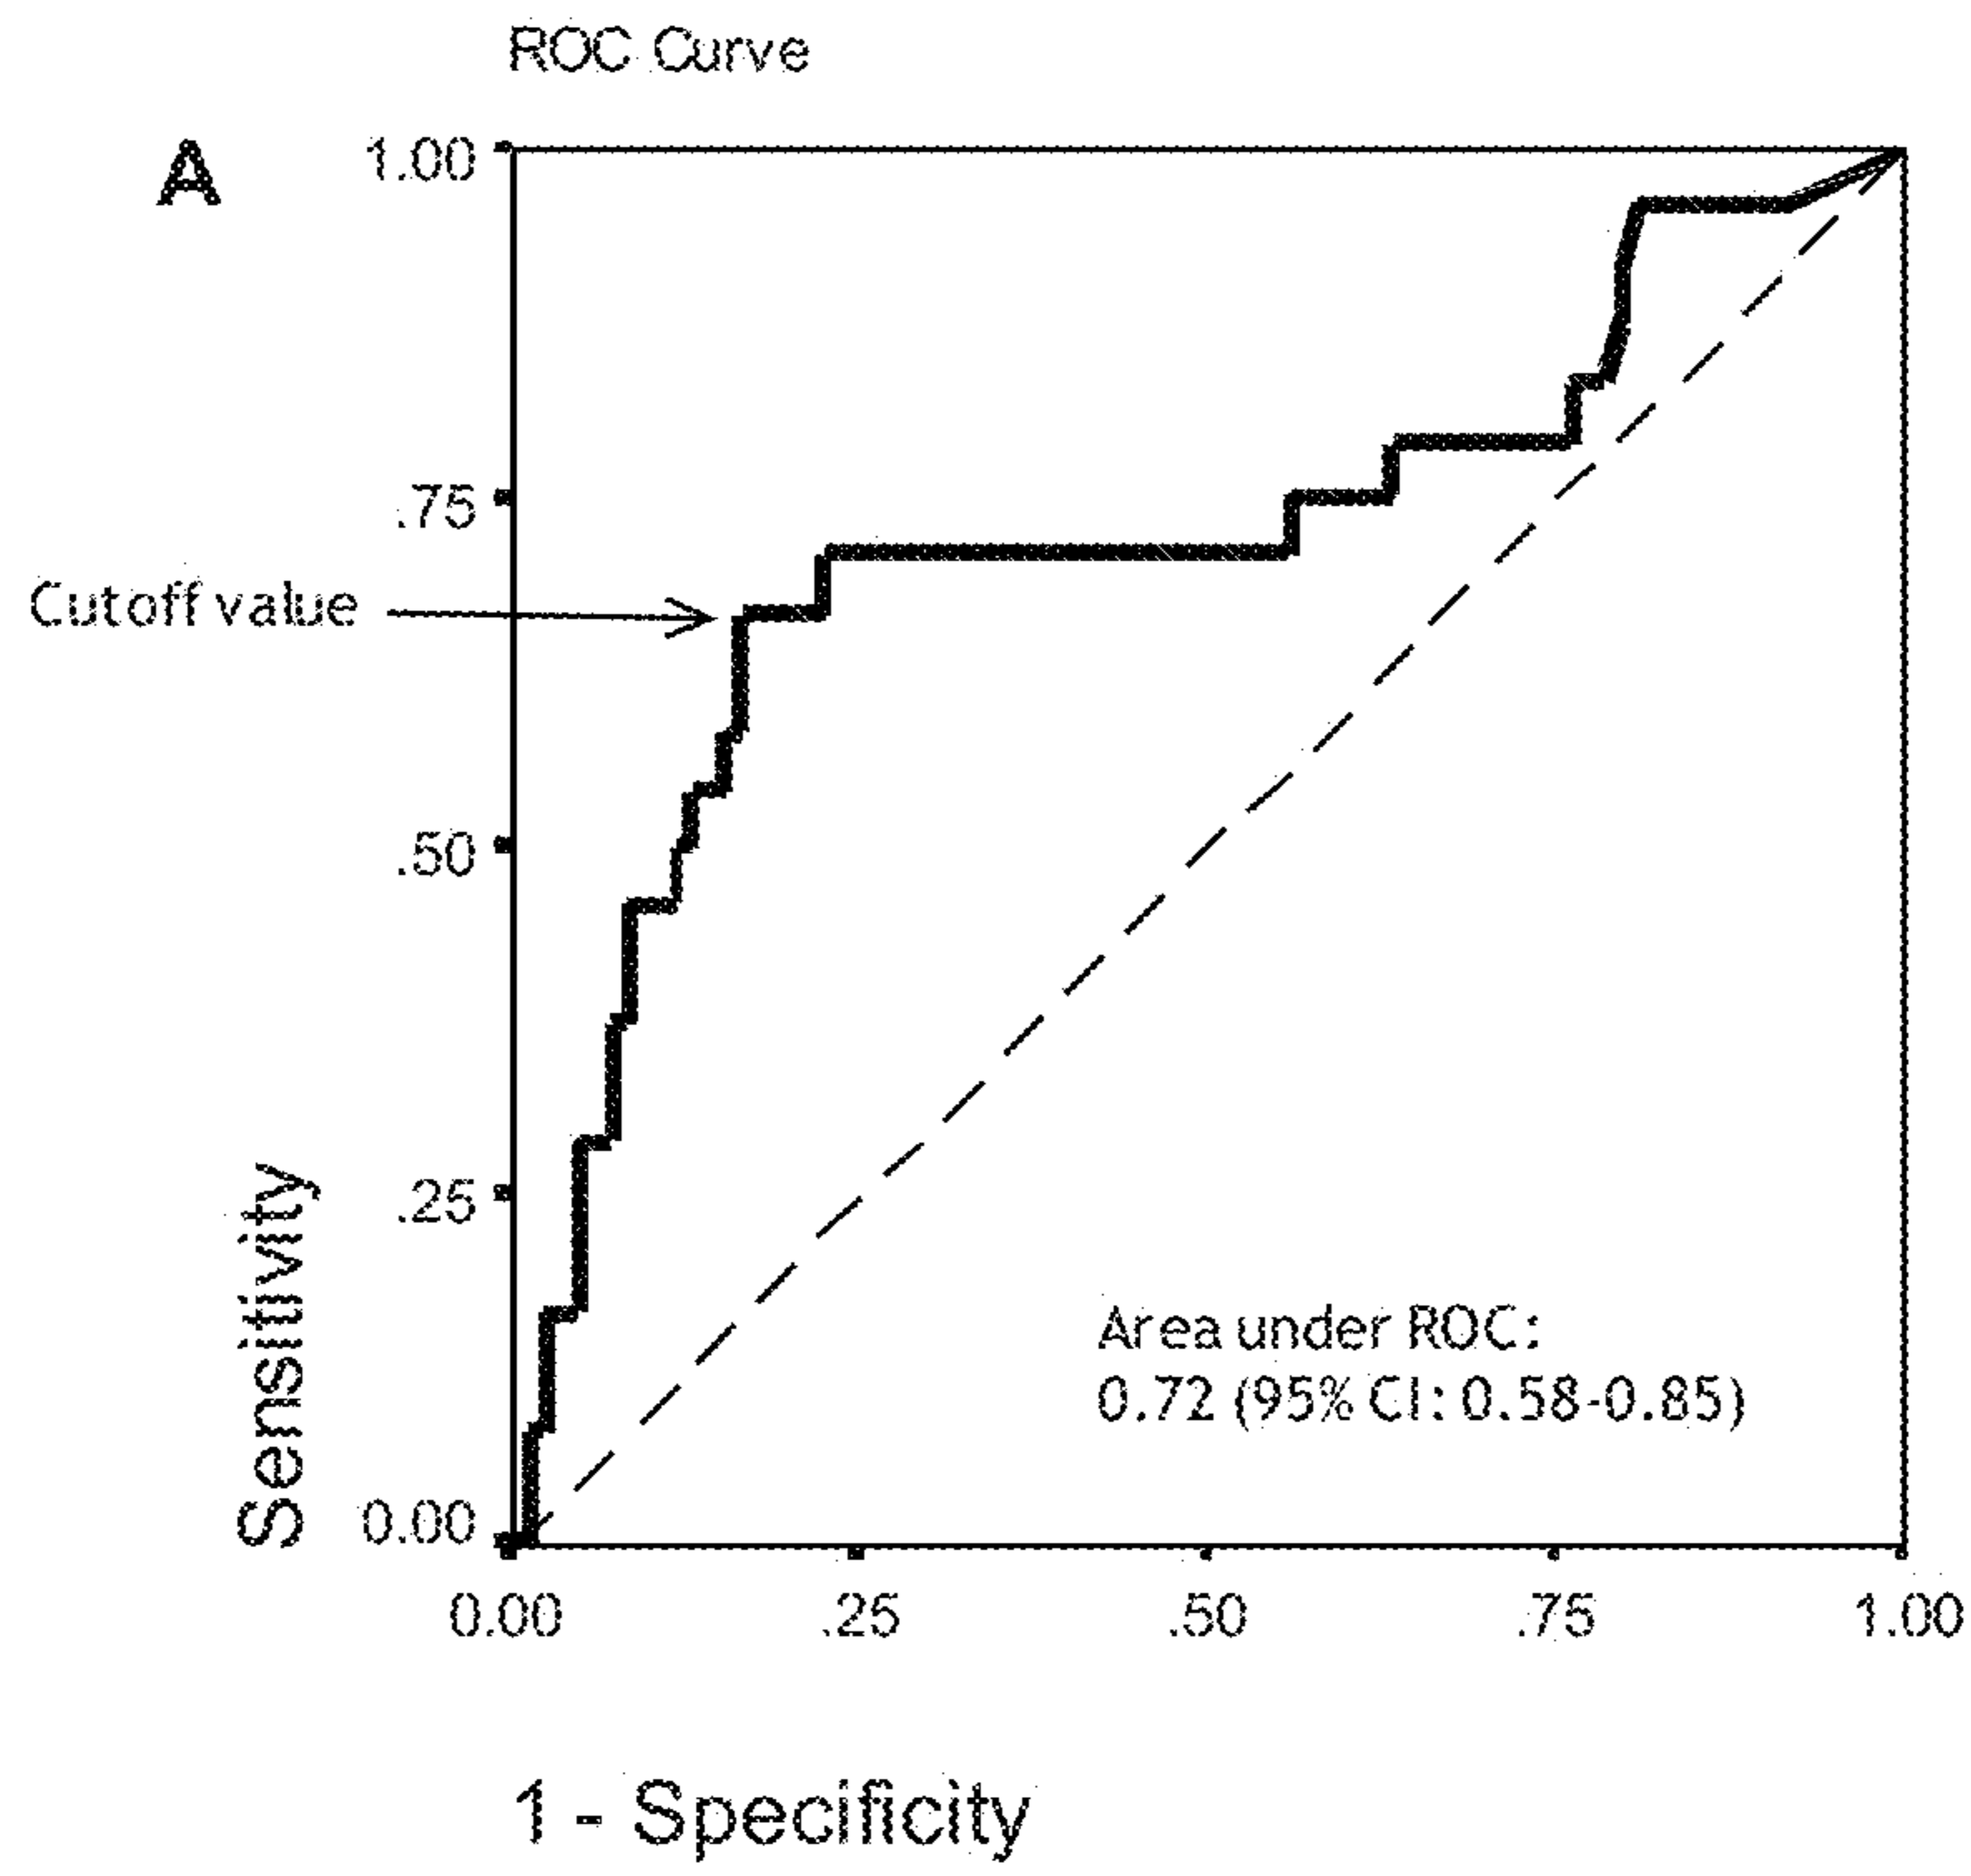 ROC Curve
A
1.00
.75
Cutoff value
.50
.25
0.00
Sensitivity
Area under ROC:
0.72 (95% CI: 0.58-0.85)
0.00 .25 .50 .75 1.00
1 - Specificity